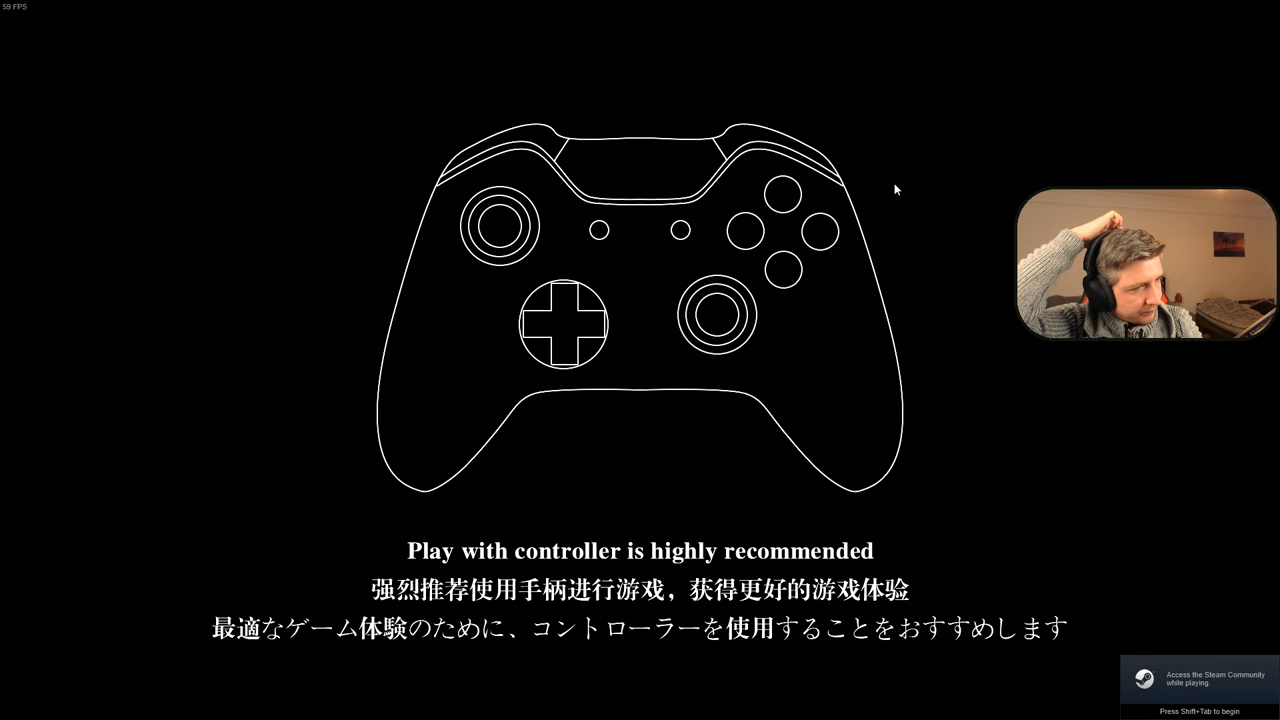 59 FPS
Play with controller is highly recommended
强烈推荐使用手柄进行游戏，获得更好的游戏体验
最適なゲーム体験のために、コントローラーを使用することをおすすめします
Access the Steam Community
while playing.
Press Shift+Tab to begin